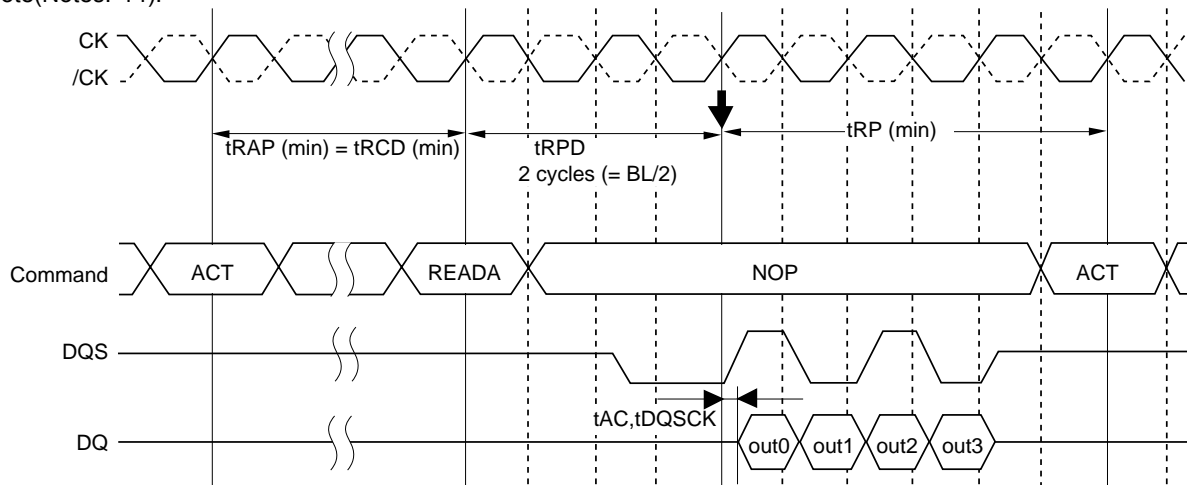 CK
/CK
tRAP (min) = tRCD (min)
tRPD
2 cycles (= BL/2)
tRP (min)
Command
ACT
READA
NOP
ACT
DQS
tAC,tDQSCK
DQ
out0
out1
out2
out3